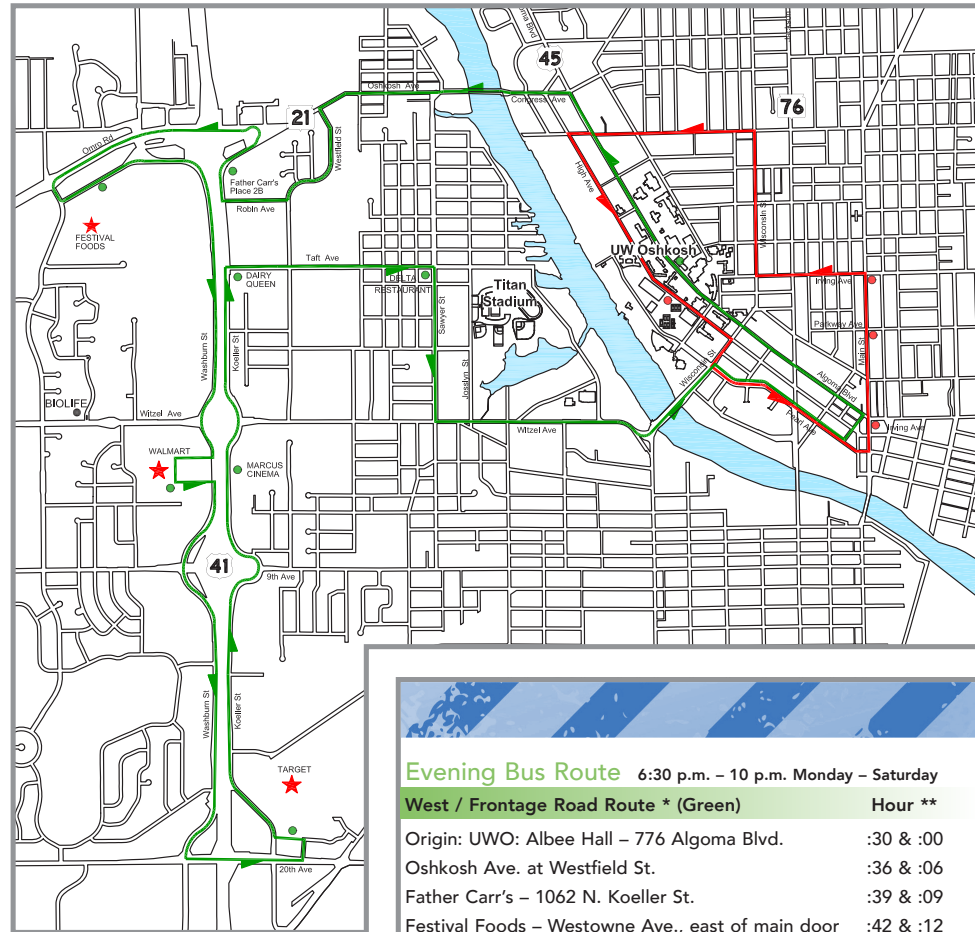 Algoma Blvd
45
Oshkosh Ave
Congress Ave
21
76
Omro Rd
Westfield St
High Ave
Father Carr's
Place 2B
Robin Ave
Wisconsin St
FESTIVAL
FOODS
UW Oshkosh
Taft Ave
DAIRY
QUEEN
DELTA
RESTAURANT
Titan
Stadium
Irving Ave
Parkway Ave
Main St
Washburn St
Koeller St
Sawyer St
Josslyn St
Wisconsin St
Algoma Blvd
BIOLIFE
Witzel Ave
Witzel Ave
Pearl Ave
Irving Ave
WALMART
MARCUS
CINEMA
41
9th Ave
Washburn St
Koeller St
TARGET
20th Ave
Evening Bus Route 6:30 p.m. – 10 p.m. Monday – Saturday
West / Frontage Road Route * (Green) Hour **
Origin: UWO: Albee Hall – 776 Algoma Blvd. :30 & :00
Oshkosh Ave. at Westfield St. :36 & :06
Father Carr's – 1062 N. Koeller St. :39 & :09
Festival Foods – Westowne Ave., east of main door :42 & :12